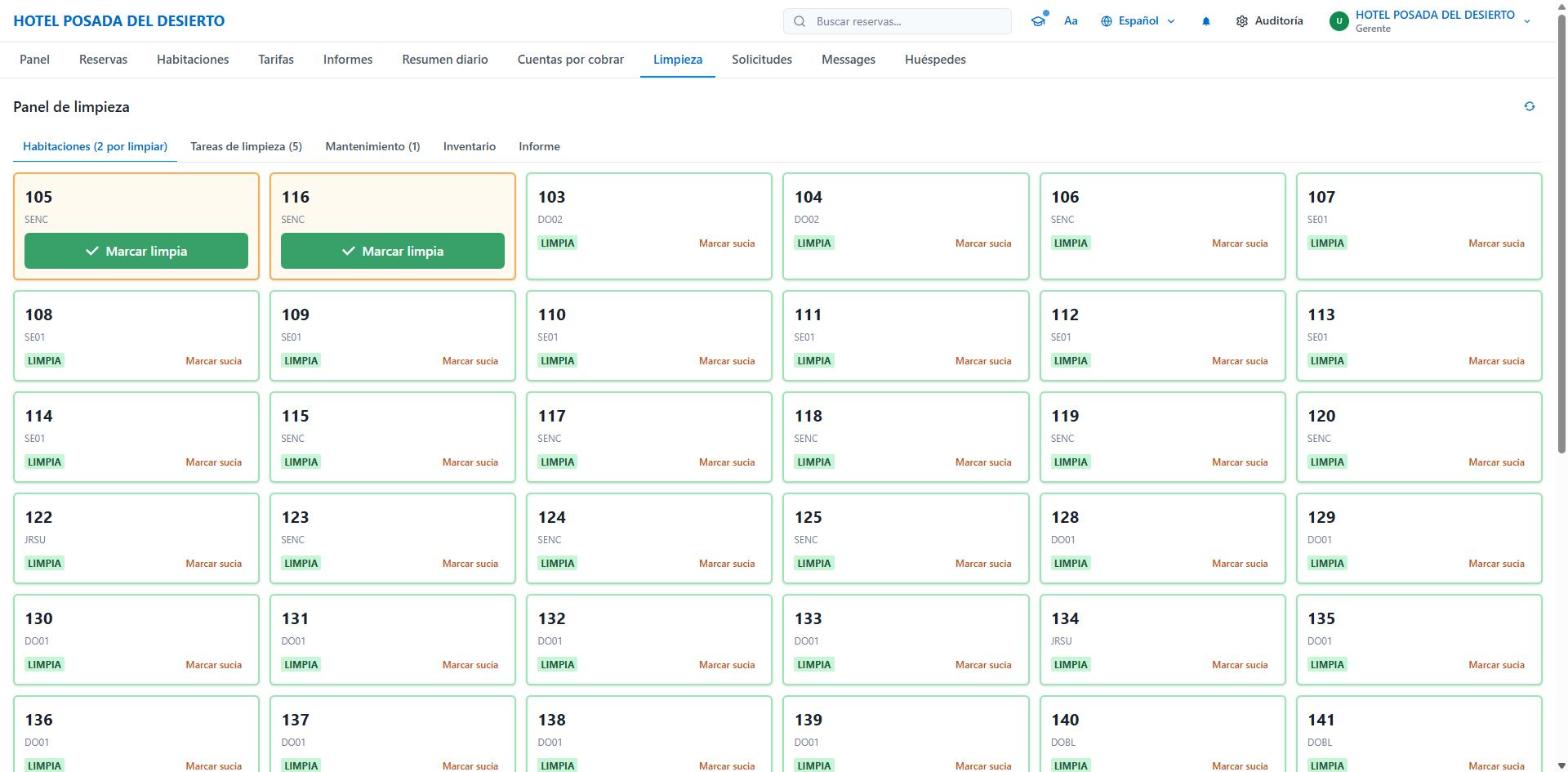 HOTEL POSADA DEL DESIERTO
Buscar reservas...
Aa
Español
Auditoría
U
HOTEL POSADA DEL DESIERTO
Gerente
Panel Reservas Habitaciones Tarifas Informes Resumen diario Cuentas por cobrar Limpieza Solicitudes Messages Huéspedes
Panel de limpieza
Habitaciones (2 por limpiar) Tareas de limpieza (5) Mantenimiento (1) Inventario Informe
105 116 103 104 106 107
SENC SENC DO02 DO02 SENC SE01
Marcar limpia Marcar limpia LIMPIA Marcar sucia LIMPIA Marcar sucia LIMPIA Marcar sucia LIMPIA Marcar sucia
108 109 110 111 112 113
SE01 SE01 SE01 SE01 SE01 SE01
LIMPIA Marcar sucia LIMPIA Marcar sucia LIMPIA Marcar sucia LIMPIA Marcar sucia LIMPIA Marcar sucia LIMPIA Marcar sucia
114 115 117 118 119 120
SE01 SENC SENC SENC SENC SENC
LIMPIA Marcar sucia LIMPIA Marcar sucia LIMPIA Marcar sucia LIMPIA Marcar sucia LIMPIA Marcar sucia LIMPIA Marcar sucia
122 123 124 125 128 129
JRSU SENC SENC SENC DO01 DO01
LIMPIA Marcar sucia LIMPIA Marcar sucia LIMPIA Marcar sucia LIMPIA Marcar sucia LIMPIA Marcar sucia LIMPIA Marcar sucia
130 131 132 133 134 135
DO01 DO01 DO01 DO01 JRSU DO01
LIMPIA Marcar sucia LIMPIA Marcar sucia LIMPIA Marcar sucia LIMPIA Marcar sucia LIMPIA Marcar sucia LIMPIA Marcar sucia
136 137 138 139 140 141
DO01 DO01 DO01 DO01 DOBL DOBL
LIMPIA Marcar sucia LIMPIA Marcar sucia LIMPIA Marcar sucia LIMPIA Marcar sucia LIMPIA Marcar sucia LIMPIA Marcar sucia